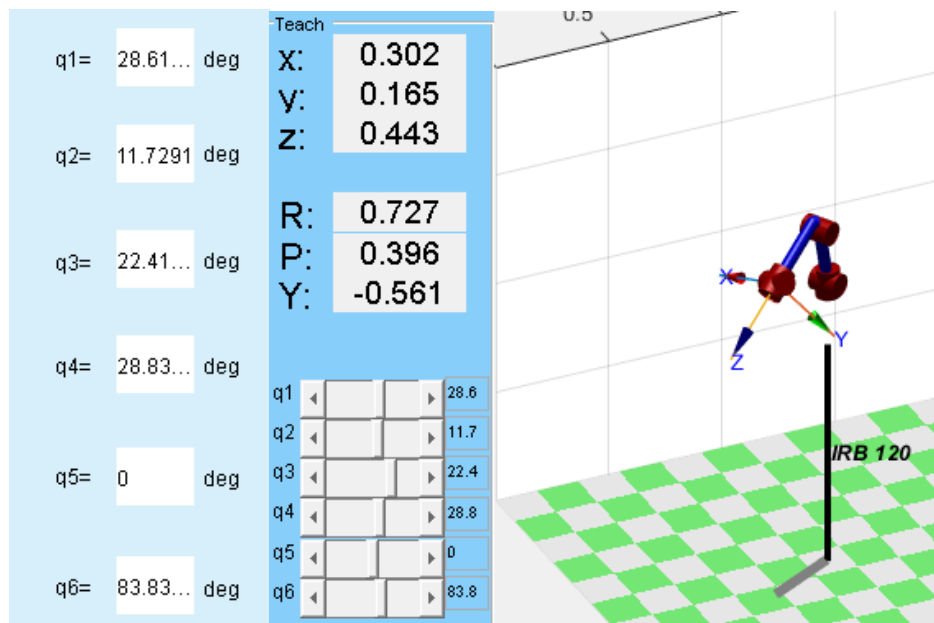 q1= 28.61... deg
q2= 11.7291 deg
q3= 22.41... deg
q4= 28.83... deg
q5= 0 deg
q6= 83.83... deg
Teach
x: 0.302
y: 0.165
z: 0.443
R: 0.727
P: 0.396
Y: -0.561
q1 28.6
q2 11.7
q3 22.4
q4 28.8
q5 0
q6 83.8
0.5
X
Y
Z
IRB 120